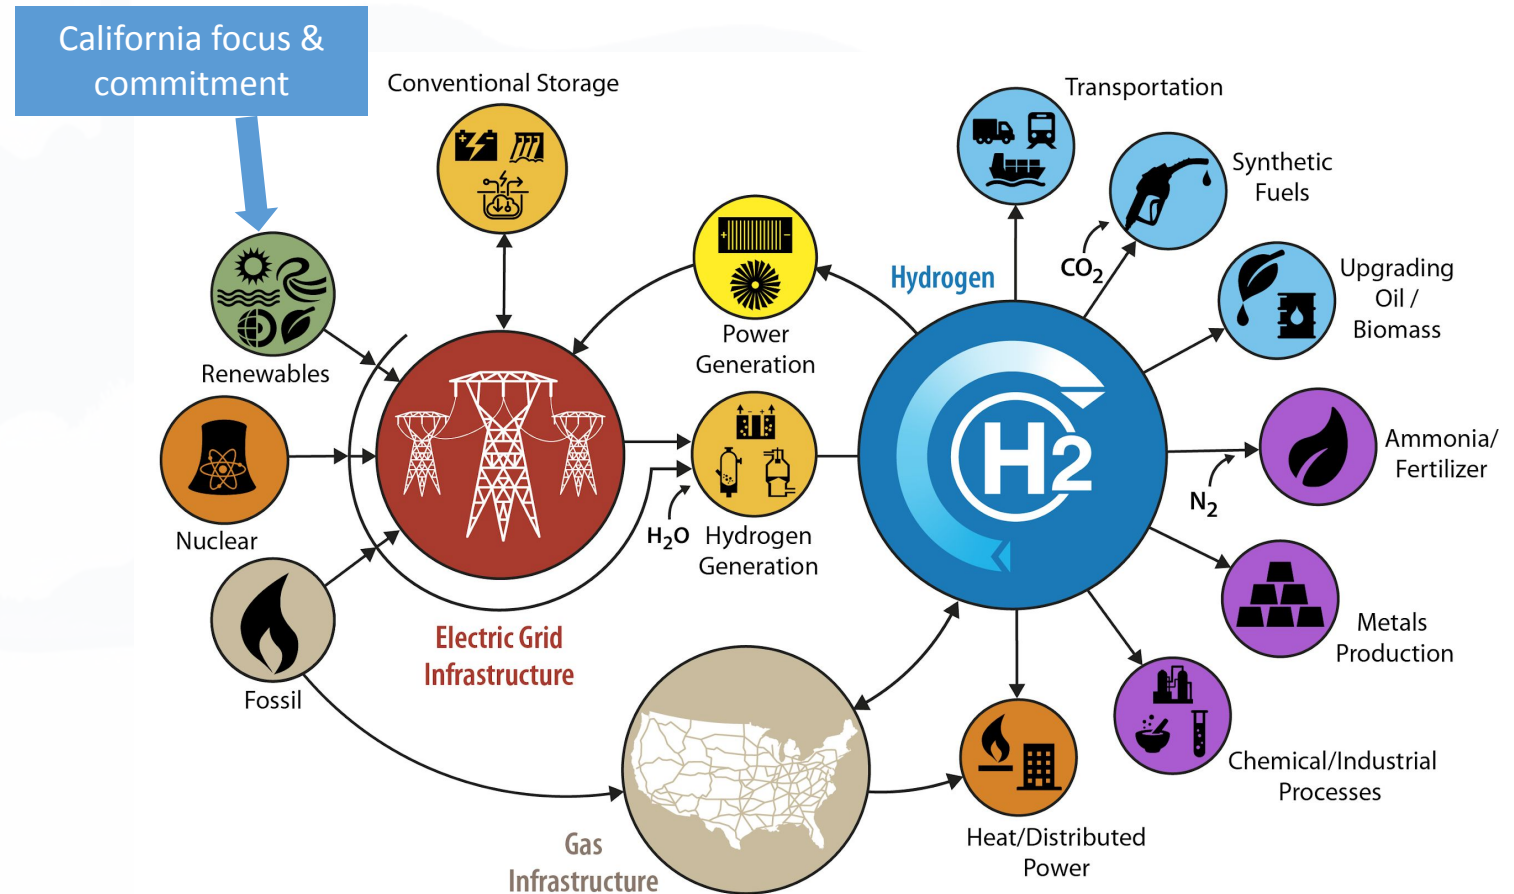 California focus &
commitment
Conventional Storage
Transportation
Synthetic
Fuels
CO₂
Hydrogen
Upgrading
Oil /
Biomass
Power
Generation
Renewables
H2
Ammonia/
Fertilizer
N₂
Nuclear
H₂O
Hydrogen
Generation
Electric Grid
Infrastructure
Metals
Production
Fossil
Chemical/Industrial
Processes
Gas
Infrastructure
Heat/Distributed
Power